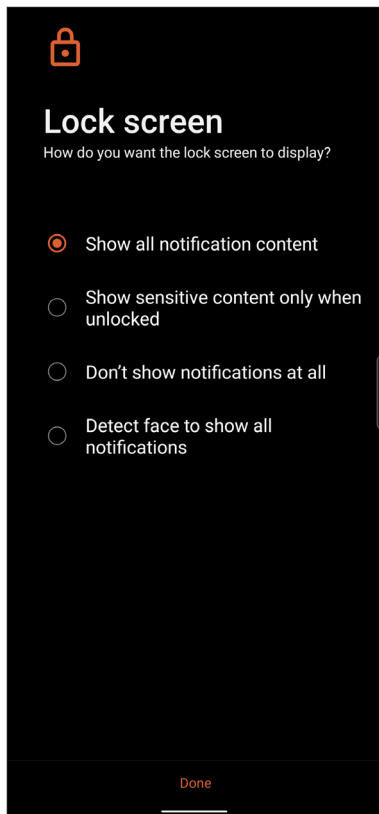 Lock screen
How do you want the lock screen to display?
Show all notification content
Show sensitive content only when
unlocked
Don’t show notifications at all
Detect face to show all
notifications
Done